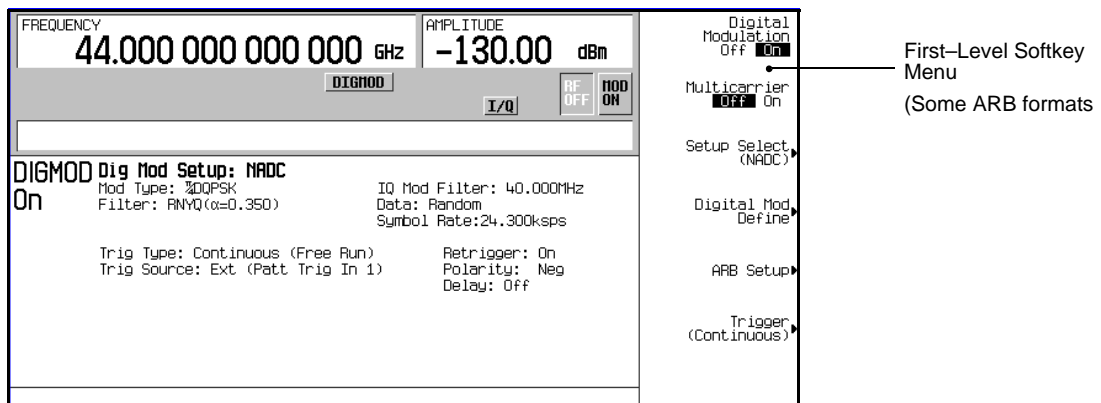 FREQUENCY
44.000 000 000 000 GHz
AMPLITUDE
-130.00 dBm
DIGMOD
I/Q
RF OFF
MOD ON
DIGMOD On
Dig Mod Setup: NADC
Mod Type: π/4DQPSK
Filter: RNYQ(α=0.350)
IQ Mod Filter: 40.000MHz
Data: Random
Symbol Rate:24.300ksps
Trig Type: Continuous (Free Run)
Trig Source: Ext (Patt Trig In 1)
Retrigger: On
Polarity: Neg
Delay: Off
Digital
Modulation
Off On
Multicarrier
Off On
Setup Select
(NADC)
Digital Mod
Define
ARB Setup
Trigger
(Continuous)
First–Level Softkey
Menu
(Some ARB formats